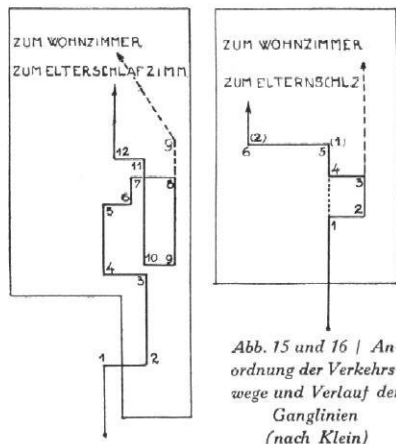 ZUM WOHNZIMMER
ZUM ELTERSCHLAFZIMM
9
12
11
7
8
6
5
10
9
4
3
1
2
ZUM WOHNZIMMER
ZUM ELTERNSCHLZ
(2)
(1)
6
5
4
3
2
1
Abb. 15 und 16 | An-
ordnung der Verkehrs-
wege und Verlauf der
Ganglinien
(nach Klein)